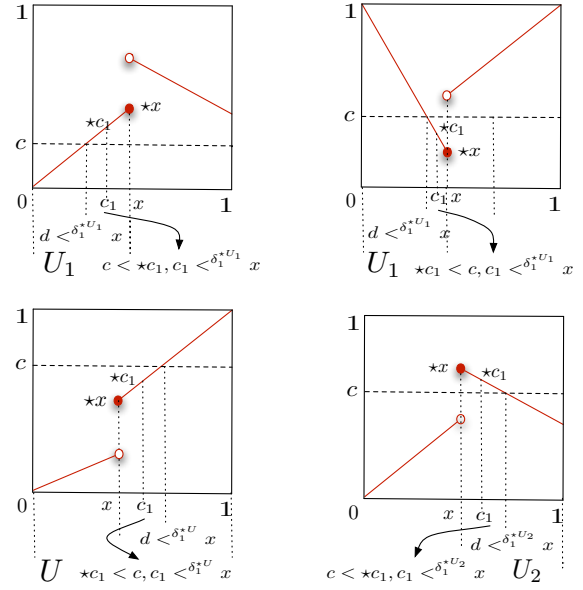 1
⋆x
⋆c₁
c
0
c₁ x
1
d <^{δ₁^{⋆U₁}} x
U₁
c < ⋆c₁, c₁ <^{δ₁^{⋆U₁}} x
1
c
⋆c₁
⋆x
0
c₁ x
1
d <^{δ₁^{⋆U₁}} x
U₁
⋆c₁ < c, c₁ <^{δ₁^{⋆U₁}} x
1
c
⋆c₁
⋆x
0
x
c₁
1
d <^{δ₁^{⋆U}} x
U
⋆c₁ < c, c₁ <^{δ₁^{⋆U}} x
1
⋆x
⋆c₁
c
0
x
c₁
1
d <^{δ₁^{⋆U₂}} x
c < ⋆c₁, c₁ <^{δ₁^{⋆U₂}} x
U₂